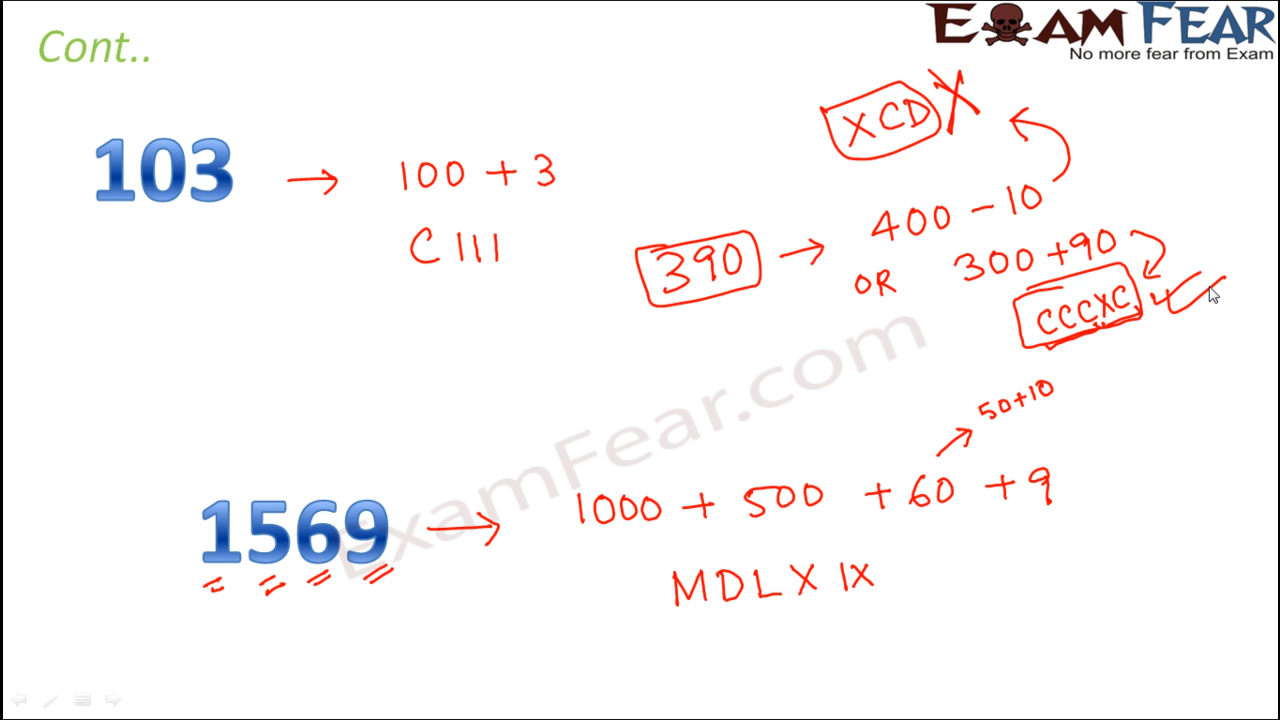 Cont..
EXAM FEAR
No more fear from Exam
XCD X
103 → 100 + 3
C III
390 → 400 - 10
OR 300 + 90
CCCXC
50+10
1569 → 1000 + 500 + 60 + 9
MDLX IX
ExamFear.com